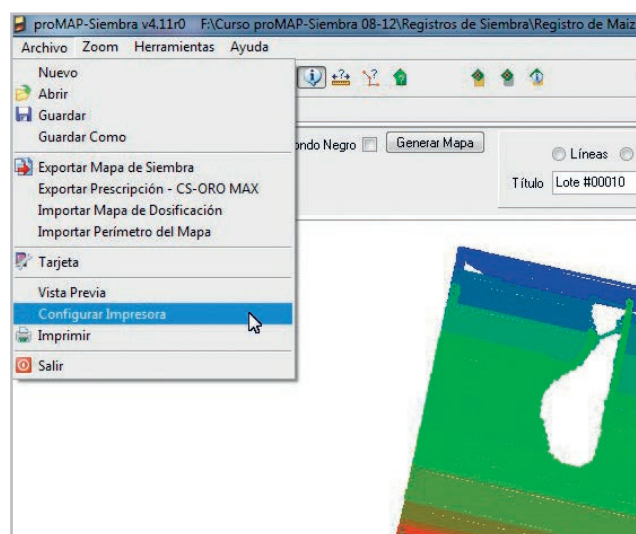 proMAP-Siembra v4.11r0 F:\Curso proMAP-Siembra 08-12\Registros de Siembra\Registro de Maiz
Archivo Zoom Herramientas Ayuda
Nuevo
Abrir
Guardar
Guardar Como
Exportar Mapa de Siembra
Exportar Prescripción - CS-ORO MAX
Importar Mapa de Dosificación
Importar Perímetro del Mapa
Tarjeta
Vista Previa
Configurar Impresora
Imprimir
Salir
ondo Negro Generar Mapa
Líneas
Título Lote #00010